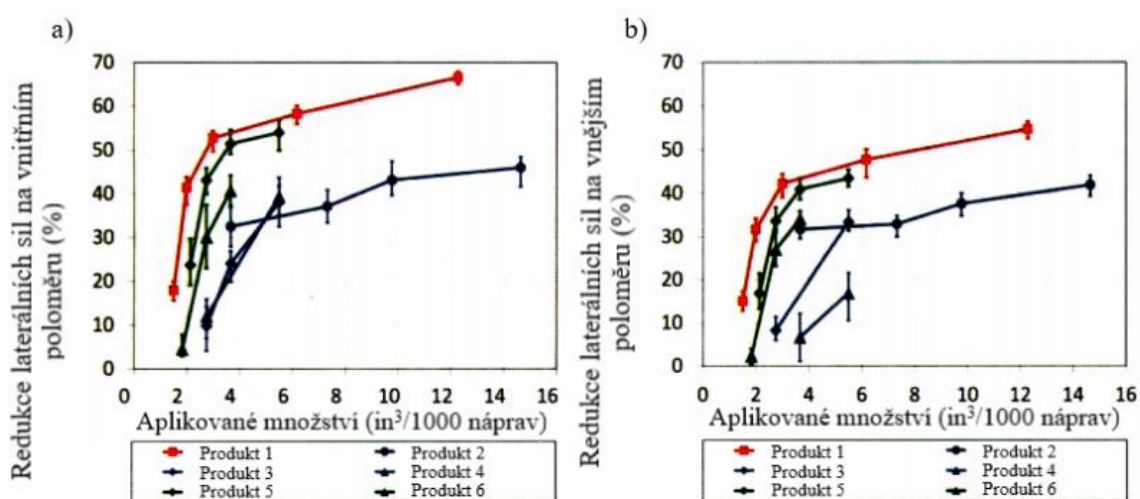 a)
Redukce laterálních sil na vnitřním
poloměru (%)
70
60
50
40
30
20
10
0
0 2 4 6 8 10 12 14 16
Aplikované množství (in³/1000 náprav)
Produkt 1 Produkt 2
Produkt 3 Produkt 4
Produkt 5 Produkt 6
b)
Redukce laterálních sil na vnějším
poloměru (%)
70
60
50
40
30
20
10
0
0 2 4 6 8 10 12 14 16
Aplikované množství (in³/1000 náprav)
Produkt 1 Produkt 2
Produkt 3 Produkt 4
Produkt 5 Produkt 6